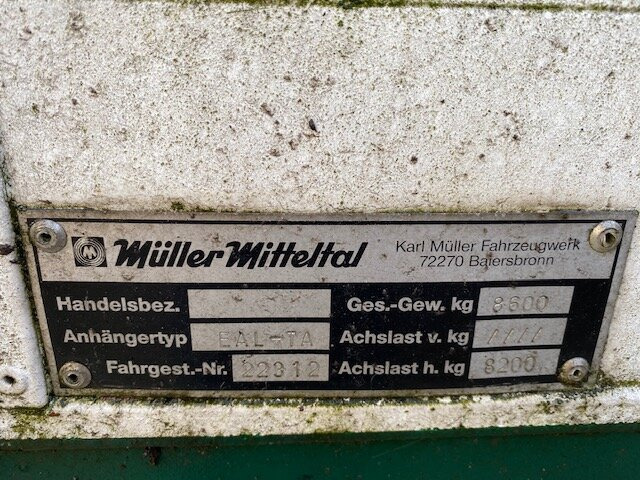 M Müller Mitteltal
Karl Müller Fahrzeugwerk
72270 Baiersbronn
Handelsbez.
Anhängertyp EAL-TA
Fahrgest.-Nr. 22312
Ges.-Gew. kg 8600
Achslast v. kg ////
Achslast h. kg 8200